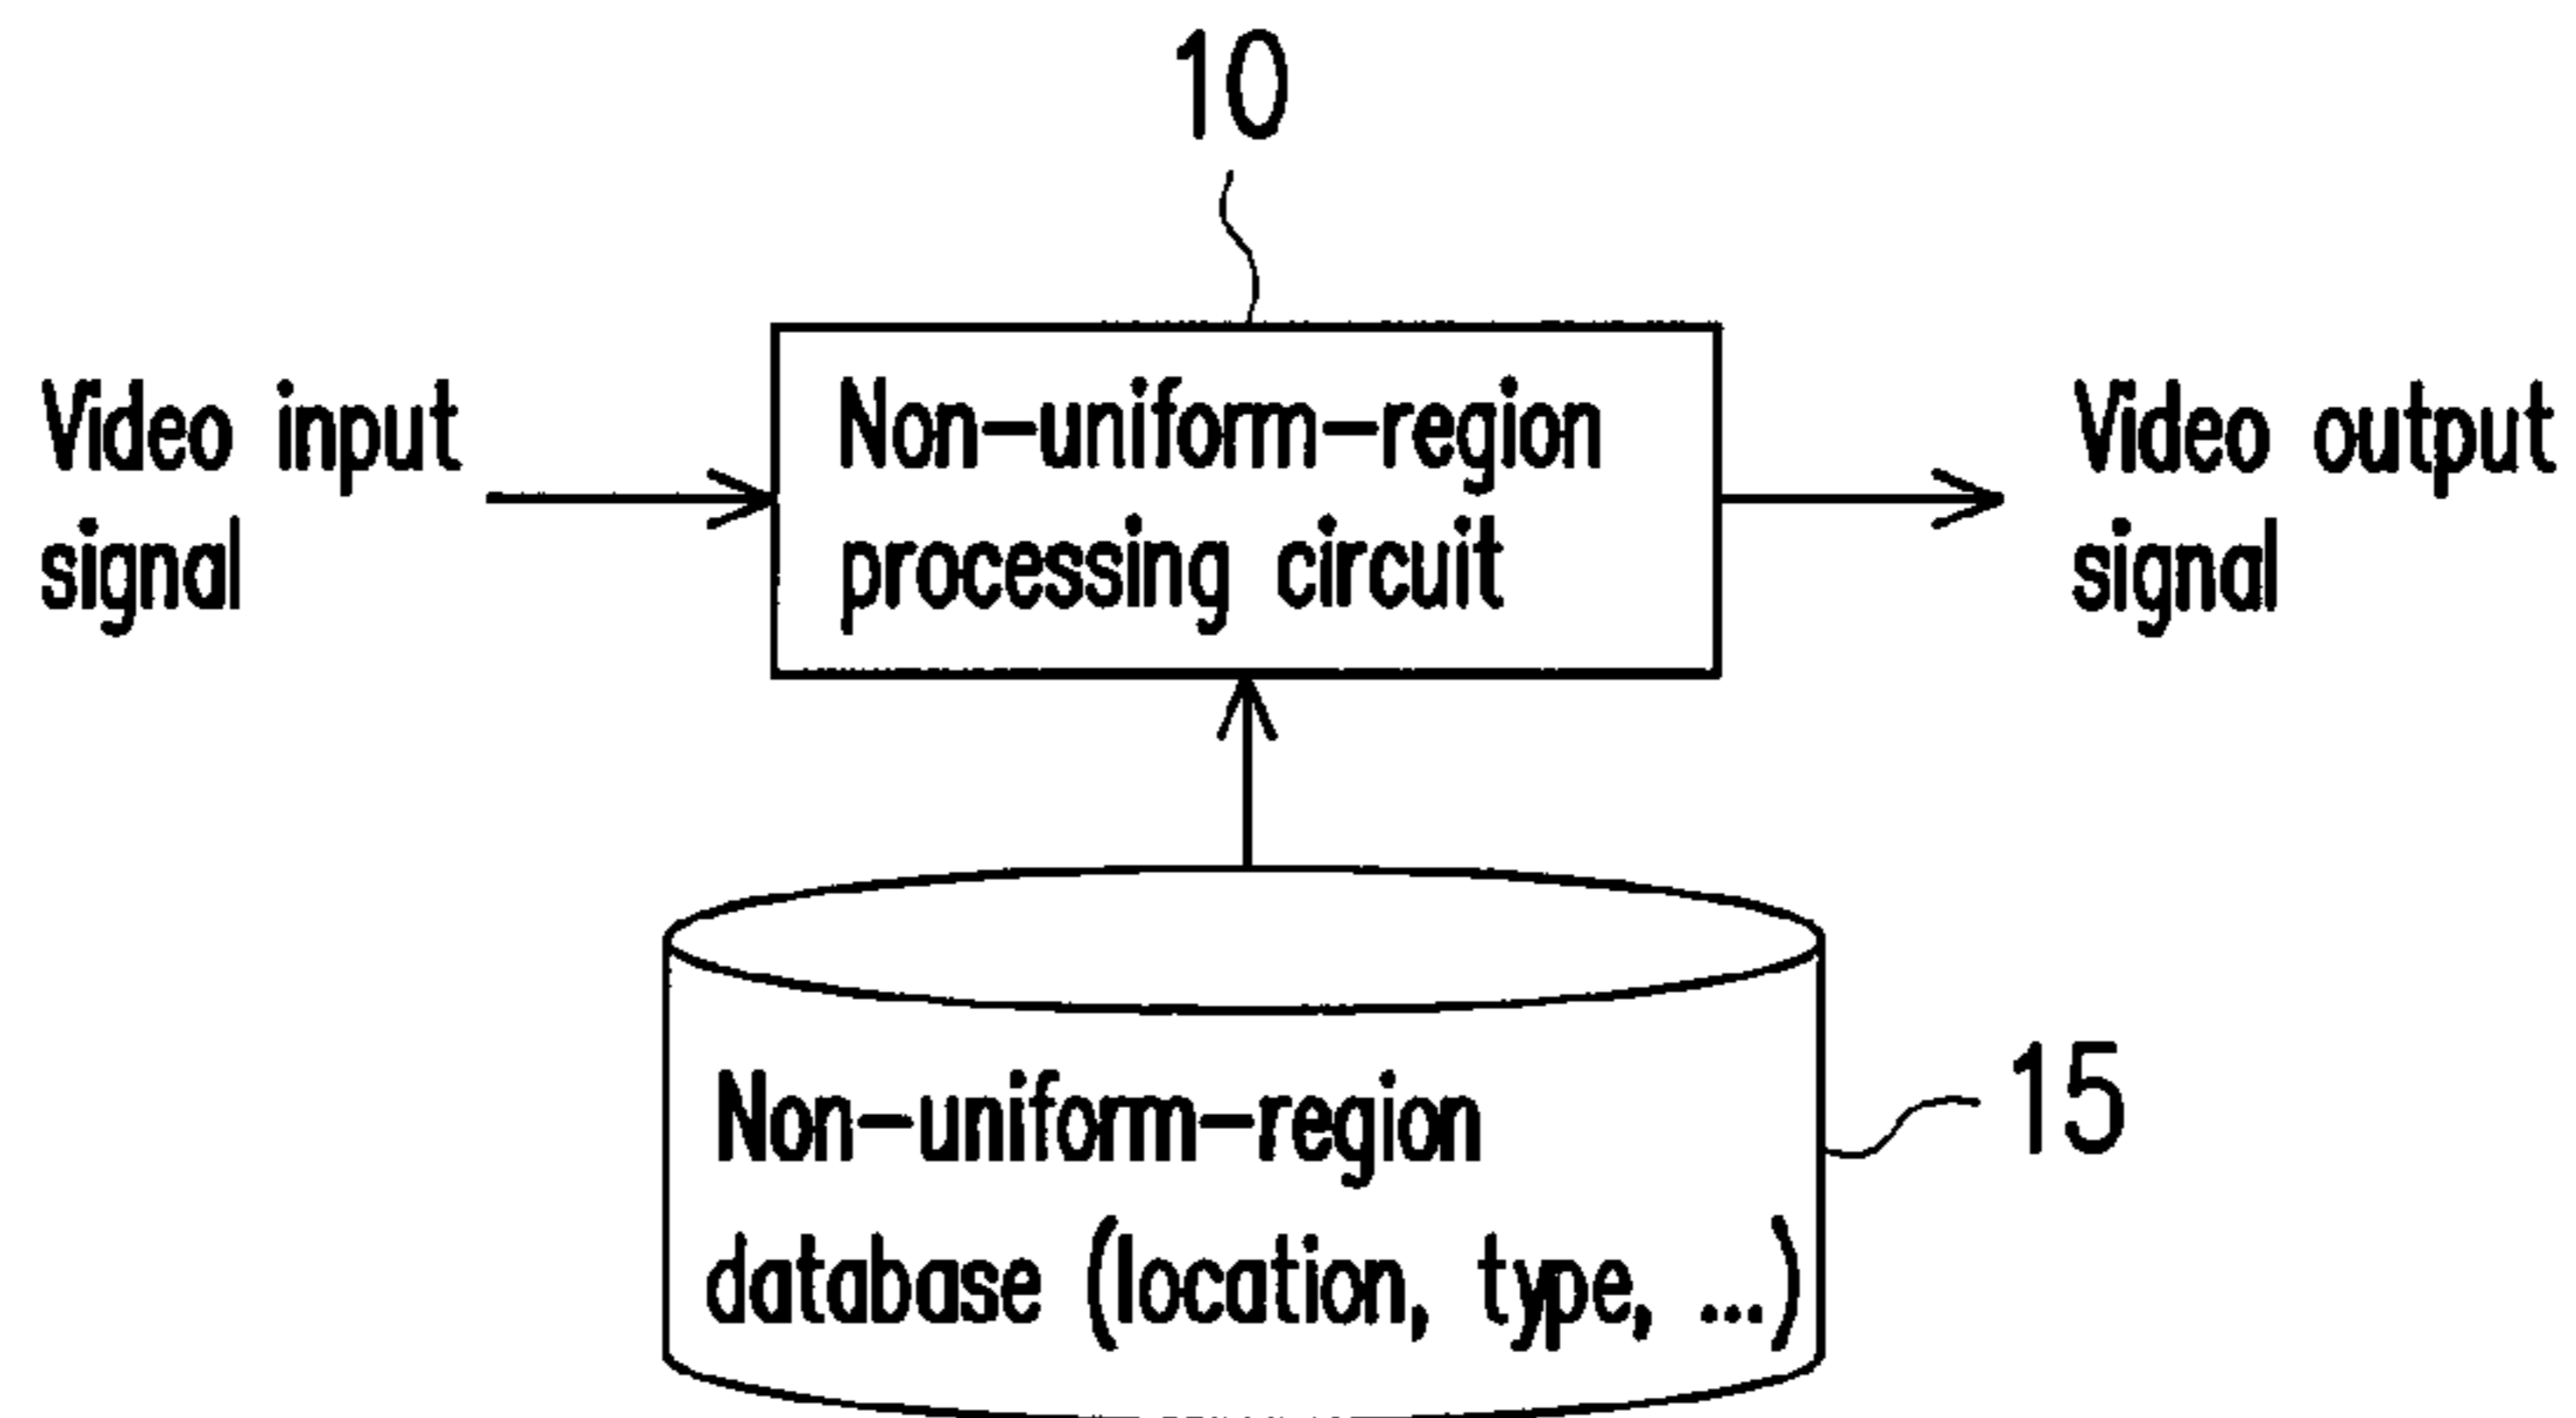 10
Video input
signal
Non-uniform-region
processing circuit
Video output
signal
Non-uniform-region
database (location, type, ...)
15